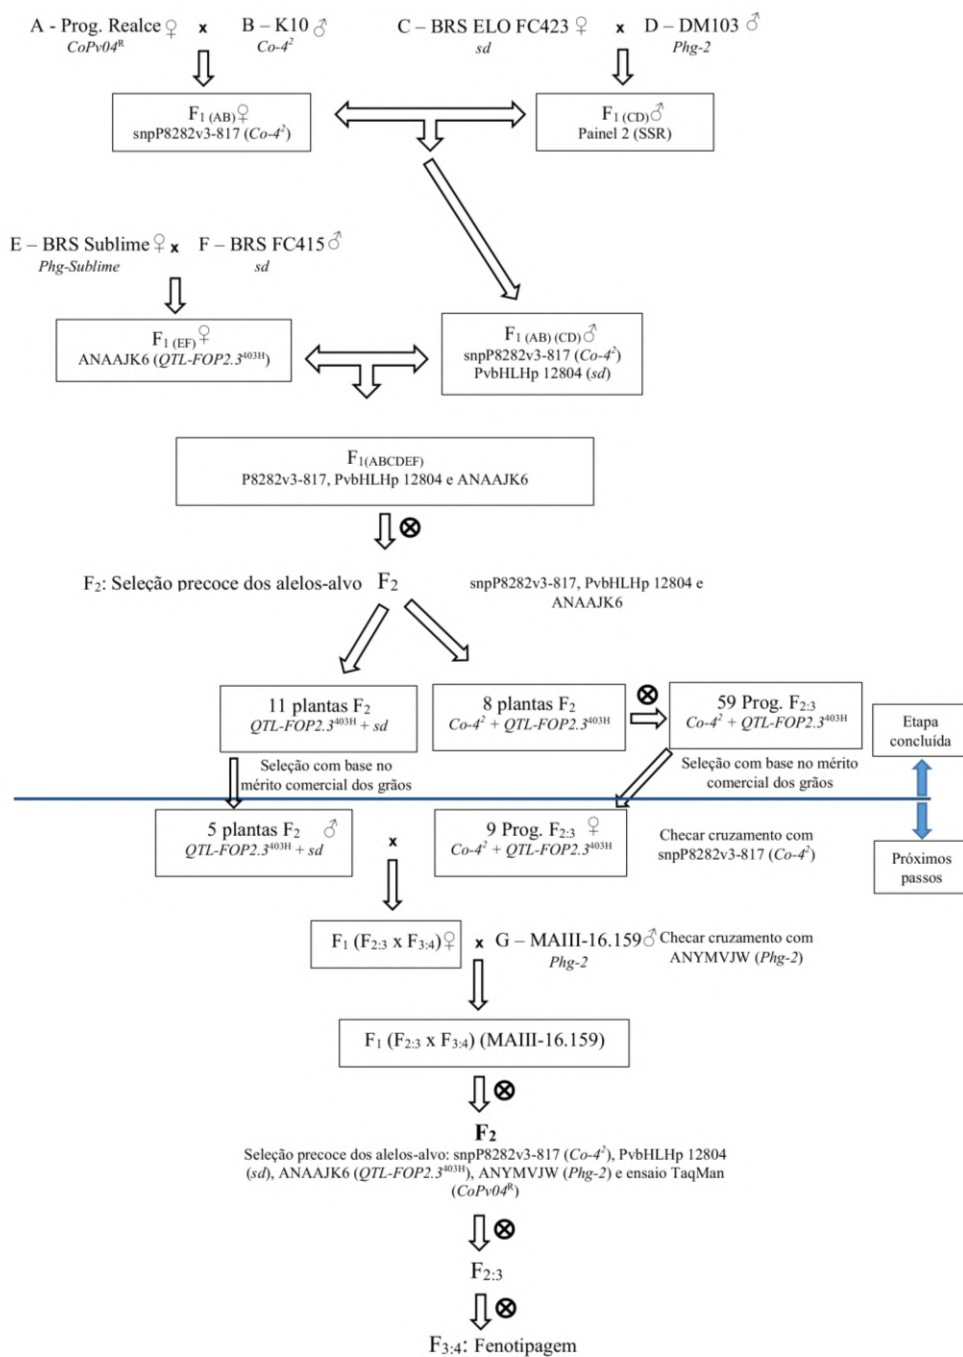 A - Prog. Realce ♀ x B – K10 ♂ C – BRS ELO FC423 ♀ x D – DM103 ♂
CoPv04ᴿ Co-4² sd Phg-2
F₁ (AB)♀ F₁ (CD)♂
snpP8282v3-817 (Co-4²) Painel 2 (SSR)
E – BRS Sublime ♀ x F – BRS FC415 ♂
Phg-Sublime sd
F₁ (EF) ♀ F₁ (AB) (CD) ♂
ANAAJK6 (QTL-FOP2.3⁴⁰³ᴴ) snpP8282v3-817 (Co-4²)
PvbHLHp 12804 (sd)
F₁(ABCDEF)
P8282v3-817, PvbHLHp 12804 e ANAAJK6
⊗
F₂: Seleção precoce dos alelos-alvo F₂ snpP8282v3-817, PvbHLHp 12804 e
ANAAJK6
11 plantas F₂
QTL-FOP2.3⁴⁰³ᴴ + sd
8 plantas F₂
Co-4² + QTL-FOP2.3⁴⁰³ᴴ
⊗
59 Prog. F₂:₃
Co-4² + QTL-FOP2.3⁴⁰³ᴴ
Etapa
concluída
Seleção com base no
mérito comercial dos grãos
Seleção com base no mérito
comercial dos grãos
5 plantas F₂ ♂
QTL-FOP2.3⁴⁰³ᴴ + sd
x
9 Prog. F₂:₃ ♀
Co-4² + QTL-FOP2.3⁴⁰³ᴴ
Checar cruzamento com
snpP8282v3-817 (Co-4²)
Próximos
passos
F₁ (F₂:₃ x F₃:₄)♀ x G – MAIII-16.159♂ Checar cruzamento com
Phg-2 ANYMVJW (Phg-2)
F₁ (F₂:₃ x F₃:₄) (MAIII-16.159)
⊗
F₂
Seleção precoce dos alelos-alvo: snpP8282v3-817 (Co-4²), PvbHLHp 12804
(sd), ANAAJK6 (QTL-FOP2.3⁴⁰³ᴴ), ANYMVJW (Phg-2) e ensaio TaqMan
(CoPv04ᴿ)
⊗
F₂:₃
⊗
F₃:₄: Fenotipagem